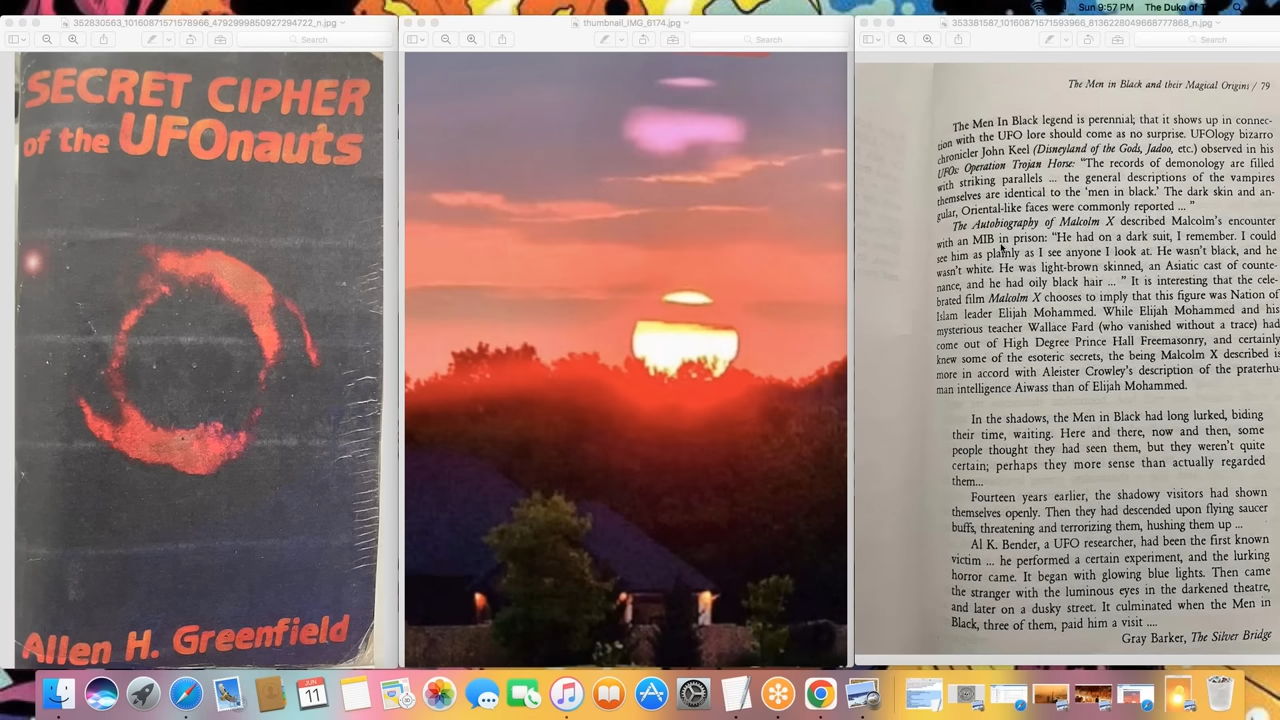 Sun 9:57 PM The Duke of T
352830563_10160871571578966_4792999850927294722_n.jpg
thumbnail_IMG_6174.jpg
353381587_10160871571593966_8136228049668777868_n.jpg
Search
Search
Search
SECRET CIPHER
of the UFOnauts
Allen H. Greenfield
The Men in Black and their Magical Origins / 79
The Men In Black legend is perennial; that it shows up in connec-
tion with the UFO lore should come as no surprise. UFOlogy bizarro
chronicler John Keel (Disneyland of the Gods, Jadoo, etc.) observed in his
UFOs: Operation Trojan Horse: "The records of demonology are filled
with striking parallels ... the general descriptions of the vampires
themselves are identical to the 'men in black.' The dark skin and an-
gular, Oriental-like faces were commonly reported ... "
The Autobiography of Malcolm X described Malcolm's encounter
with an MIB in prison: "He had on a dark suit, I remember. I could
see him as plainly as I see anyone I look at. He wasn't black, and he
wasn't white. He was light-brown skinned, an Asiatic cast of counte-
nance, and he had oily black hair ... " It is interesting that the cele-
brated film Malcolm X chooses to imply that this figure was Nation of
Islam leader Elijah Mohammed. While Elijah Mohammed and his
mysterious teacher Wallace Fard (who vanished without a trace) had
come out of High Degree Prince Hall Freemasonry, and certainly
knew some of the esoteric secrets, the being Malcolm X described is
more in accord with Aleister Crowley's description of the praterhu-
man intelligence Aiwass than of Elijah Mohammed.
In the shadows, the Men in Black had long lurked, biding
their time, waiting. Here and there, now and then, some
people thought they had seen them, but they weren't quite
certain; perhaps they more sense than actually regarded
them...
Fourteen years earlier, the shadowy visitors had shown
themselves openly. Then they had descended upon flying saucer
buffs, threatening and terrorizing them, hushing them up ...
Al K. Bender, a UFO researcher, had been the first known
victim ... he performed a certain experiment, and the lurking
horror came. It began with glowing blue lights. Then came
the stranger with the luminous eyes in the darkened theatre,
and later on a dusky street. It culminated when the Men in
Black, three of them, paid him a visit ....
Gray Barker, The Silver Bridge
JUN
11